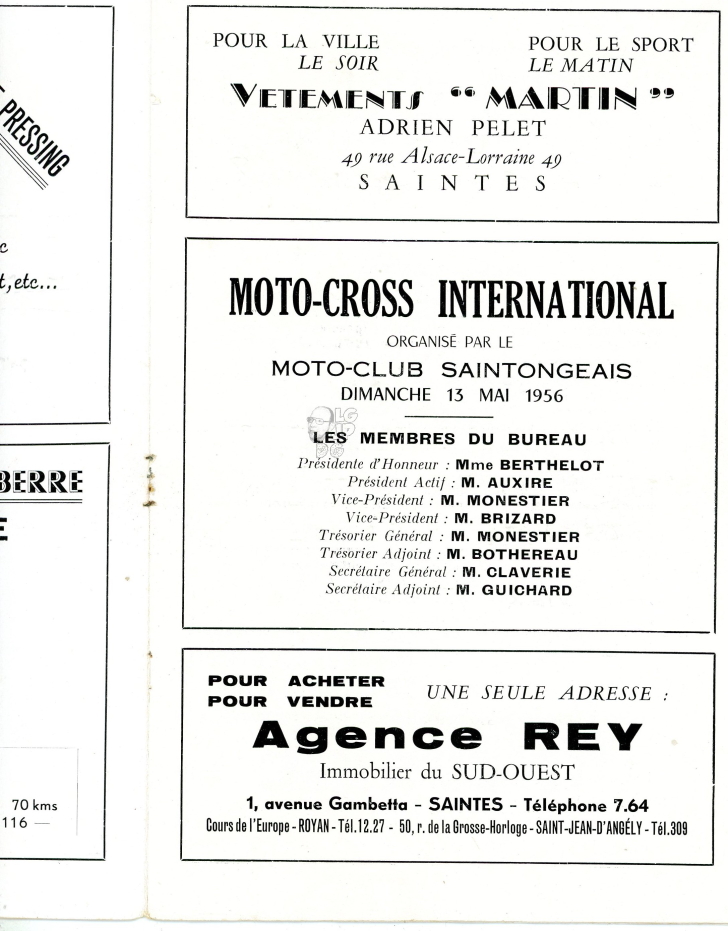 E PRESSING
c
t,etc...
BERRE
E
70 kms
116 —
POUR LA VILLE
LE SOIR
POUR LE SPORT
LE MATIN
VETEMENTS “ MARTIN ”
ADRIEN PELET
49 rue Alsace-Lorraine 49
SAINTES
MOTO-CROSS INTERNATIONAL
ORGANISÉ PAR LE
MOTO-CLUB SAINTONGEAIS
DIMANCHE 13 MAI 1956
LES MEMBRES DU BUREAU
Présidente d'Honneur : Mme BERTHELOT
Président Actif : M. AUXIRE
Vice-Président : M. MONESTIER
Vice-Président : M. BRIZARD
Trésorier Général : M. MONESTIER
Trésorier Adjoint : M. BOTHEREAU
Secrétaire Général : M. CLAVERIE
Secrétaire Adjoint : M. GUICHARD
POUR ACHETER
POUR VENDRE
UNE SEULE ADRESSE :
Agence REY
Immobilier du SUD-OUEST
1, avenue Gambetta - SAINTES - Téléphone 7.64
Cours de l'Europe - ROYAN - Tél. 12.27 - 50, r. de la Grosse-Horloge - SAINT-JEAN-D'ANGÉLY - Tél. 309